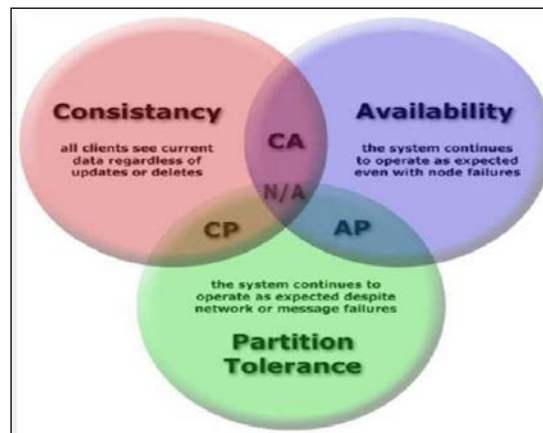 Consistancy
all clients see current
data regardless of
updates or deletes
Availability
the system continues
to operate as expected
even with node failures
CA
N/A
CP
AP
the system continues to
operate as expected despite
network or message failures
Partition
Tolerance